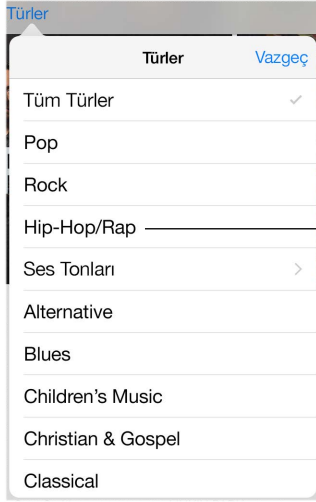 Türler
Türler Vazgeç
Tüm Türler
Pop
Rock
Hip-Hop/Rap
Ses Tonları
Alternative
Blues
Children’s Music
Christian & Gospel
Classical